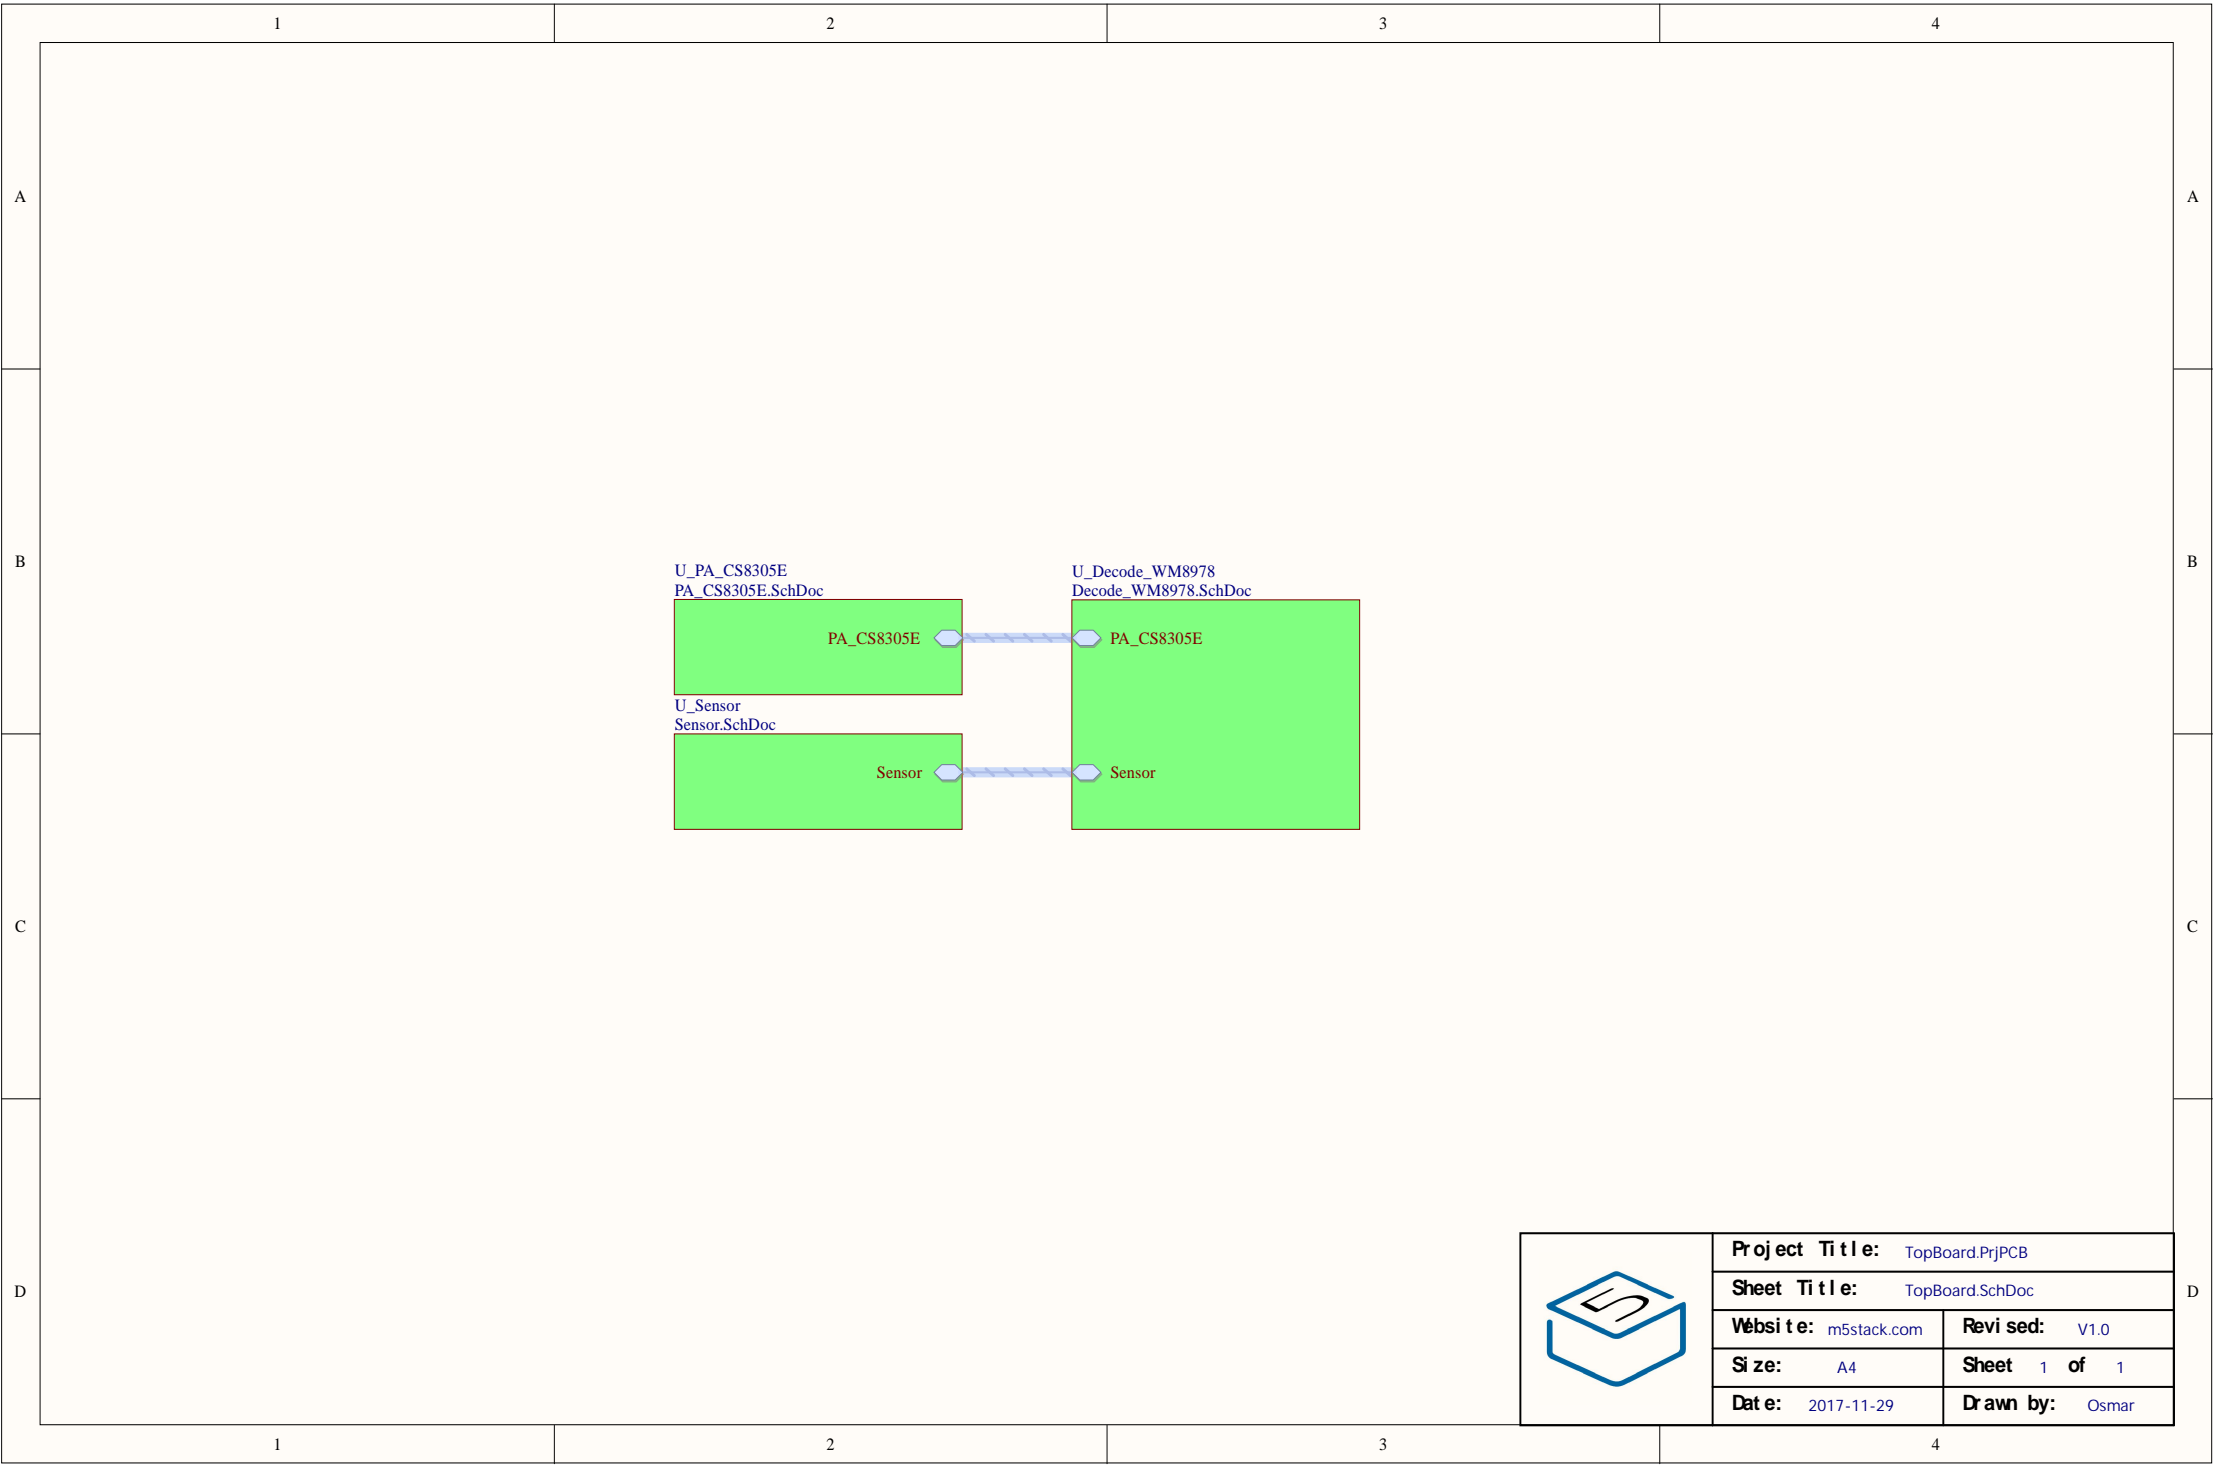 1 2 3 4
A A
B B
U_PA_CS8305E
PA_CS8305E.SchDoc
PA_CS8305E
U_Decode_WM8978
Decode_WM8978.SchDoc
PA_CS8305E
U_Sensor
Sensor.SchDoc
Sensor
Sensor
C C
D D
5
Project Title: TopBoard.PrjPCB
Sheet Title: TopBoard.SchDoc
Website: m5stack.com Revised: V1.0
Size: A4 Sheet 1 of 1
Date: 2017-11-29 Drawn by: Osmar
1 2 3 4